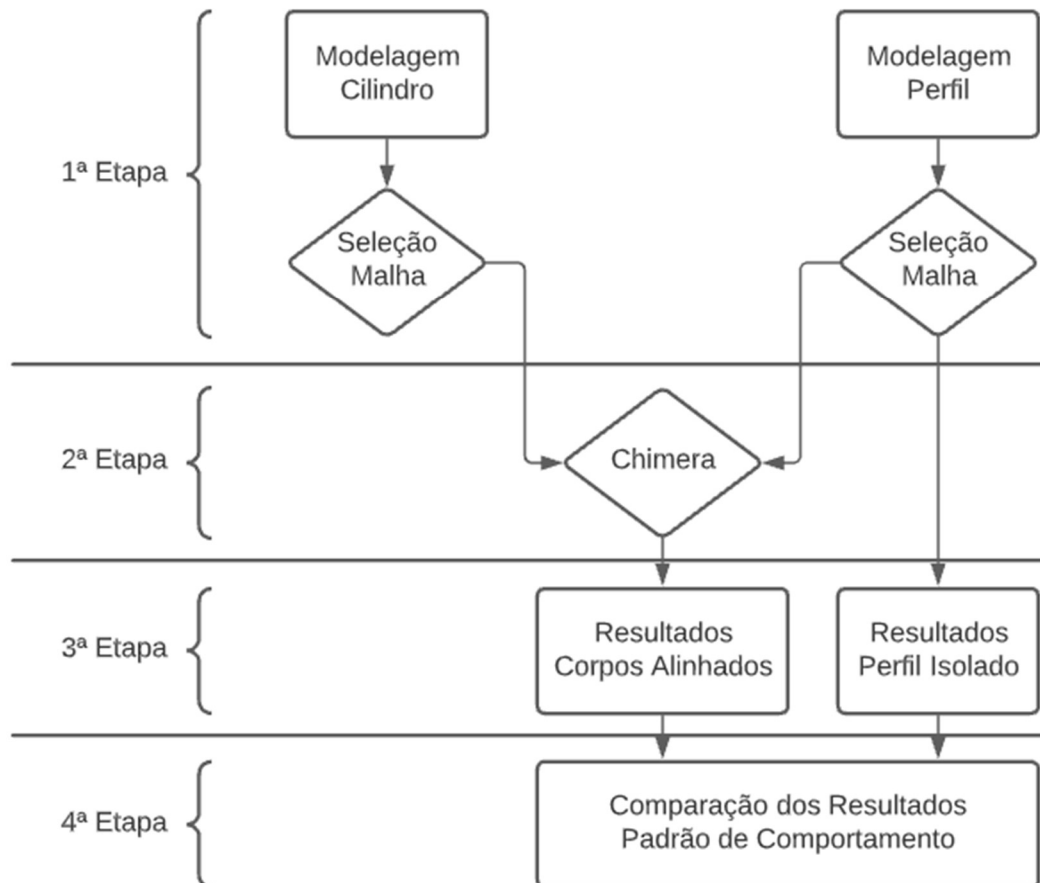 Modelagem
Cilindro
Modelagem
Perfil
1ª Etapa
Seleção
Malha
Seleção
Malha
2ª Etapa
Chimera
3ª Etapa
Resultados
Corpos Alinhados
Resultados
Perfil Isolado
4ª Etapa
Comparação dos Resultados
Padrão de Comportamento